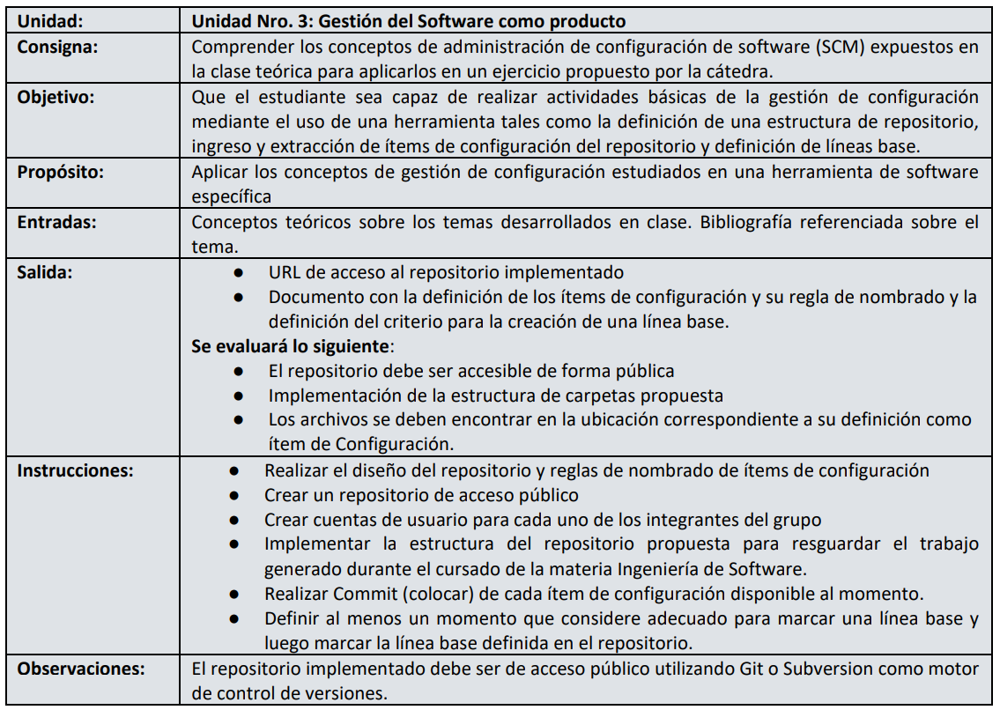 Unidad: Unidad Nro. 3: Gestión del Software como producto
Consigna: Comprender los conceptos de administración de configuración de software (SCM) expuestos en
la clase teórica para aplicarlos en un ejercicio propuesto por la cátedra.
Objetivo: Que el estudiante sea capaz de realizar actividades básicas de la gestión de configuración
mediante el uso de una herramienta tales como la definición de una estructura de repositorio,
ingreso y extracción de ítems de configuración del repositorio y definición de líneas base.
Propósito: Aplicar los conceptos de gestión de configuración estudiados en una herramienta de software
específica
Entradas: Conceptos teóricos sobre los temas desarrollados en clase. Bibliografía referenciada sobre el
tema.
Salida: ● URL de acceso al repositorio implementado
● Documento con la definición de los ítems de configuración y su regla de nombrado y la
definición del criterio para la creación de una línea base.
Se evaluará lo siguiente:
● El repositorio debe ser accesible de forma pública
● Implementación de la estructura de carpetas propuesta
● Los archivos se deben encontrar en la ubicación correspondiente a su definición como
ítem de Configuración.
Instrucciones: ● Realizar el diseño del repositorio y reglas de nombrado de ítems de configuración
● Crear un repositorio de acceso público
● Crear cuentas de usuario para cada uno de los integrantes del grupo
● Implementar la estructura del repositorio propuesta para resguardar el trabajo
generado durante el cursado de la materia Ingeniería de Software.
● Realizar Commit (colocar) de cada ítem de configuración disponible al momento.
● Definir al menos un momento que considere adecuado para marcar una línea base y
luego marcar la línea base definida en el repositorio.
Observaciones: El repositorio implementado debe ser de acceso público utilizando Git o Subversion como motor
de control de versiones.